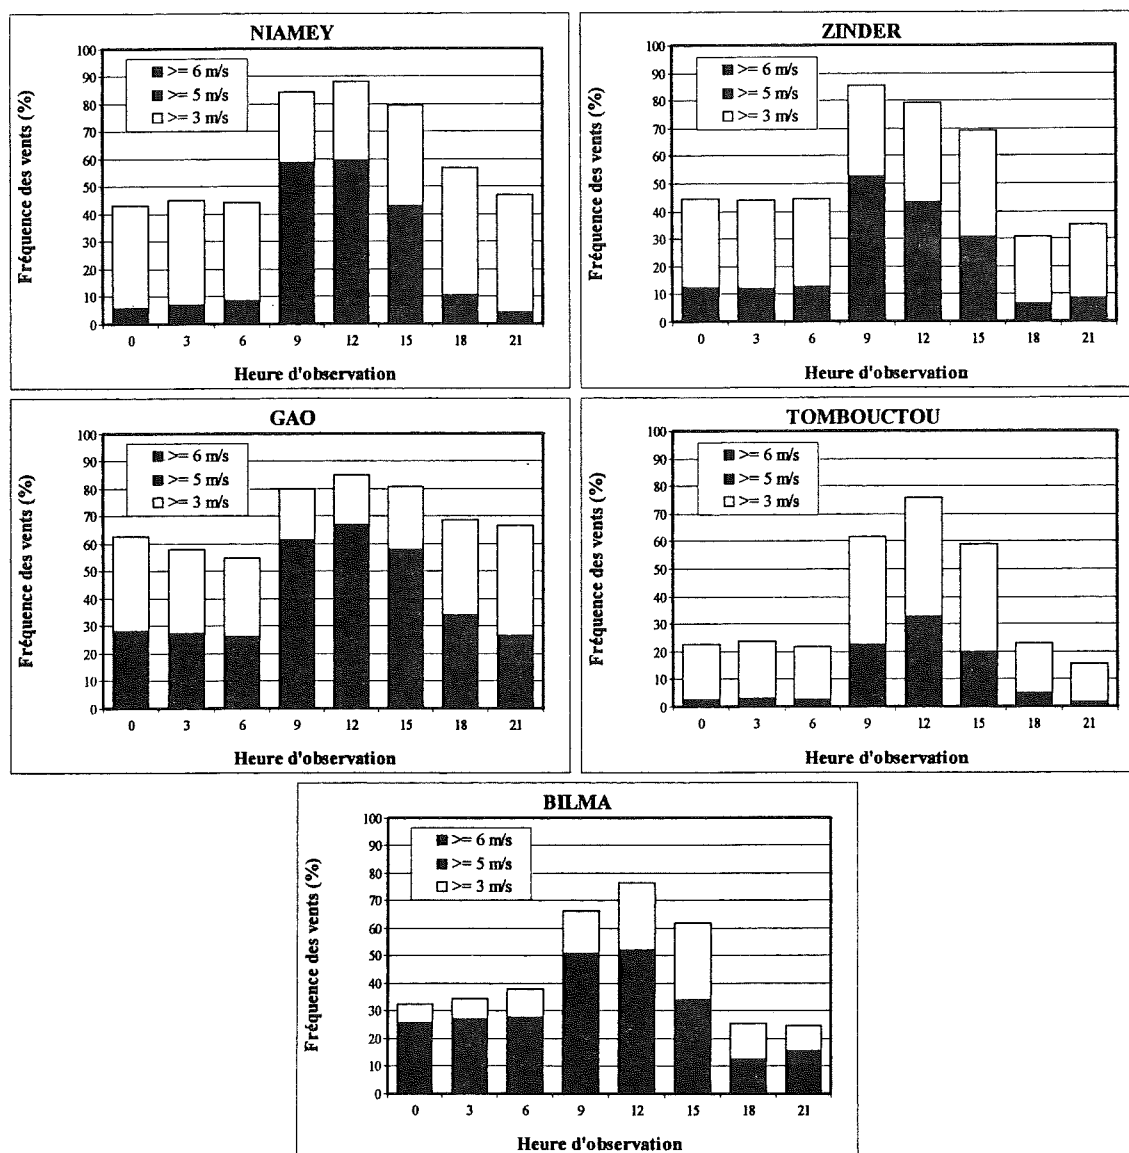 NIAMEY
Fréquence des vents (%)
100
90
80
70
60
50
40
30
20
10
0
>= 6 m/s
>= 5 m/s
>= 3 m/s
0 3 6 9 12 15 18 21
Heure d'observation
ZINDER
Fréquence des vents (%)
100
90
80
70
60
50
40
30
20
10
0
>= 6 m/s
>= 5 m/s
>= 3 m/s
0 3 6 9 12 15 18 21
Heure d'observation
GAO
Fréquence des vents (%)
100
90
80
70
60
50
40
30
20
10
0
>= 6 m/s
>= 5 m/s
>= 3 m/s
0 3 6 9 12 15 18 21
Heure d'observation
TOMBOUCTOU
Fréquence des vents (%)
100
90
80
70
60
50
40
30
20
10
0
>= 6 m/s
>= 5 m/s
>= 3 m/s
0 3 6 9 12 15 18 21
Heure d'observation
BILMA
Fréquence des vents (%)
100
90
80
70
60
50
40
30
20
10
0
>= 6 m/s
>= 5 m/s
>= 3 m/s
0 3 6 9 12 15 18 21
Heure d'observation